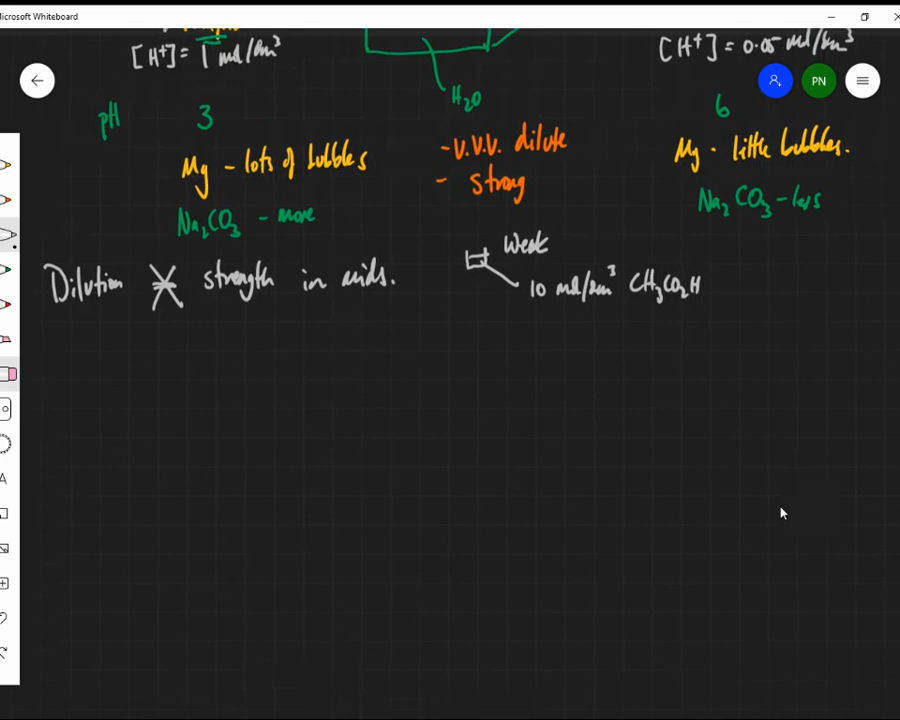 Microsoft Whiteboard
[H+] = 1 mol/dm³
[H+] = 0.05 mol/dm³
PN
H₂O
pH 3
6
Mg - lots of bubbles
-v.v.v. dilute
Mg - little bubbles.
- strong
Na₂CO₃ - more
Na₂CO₃ - less
Weak
Dilution ≠ strength in acids.
10 mol/dm³ CH₃CO₂H